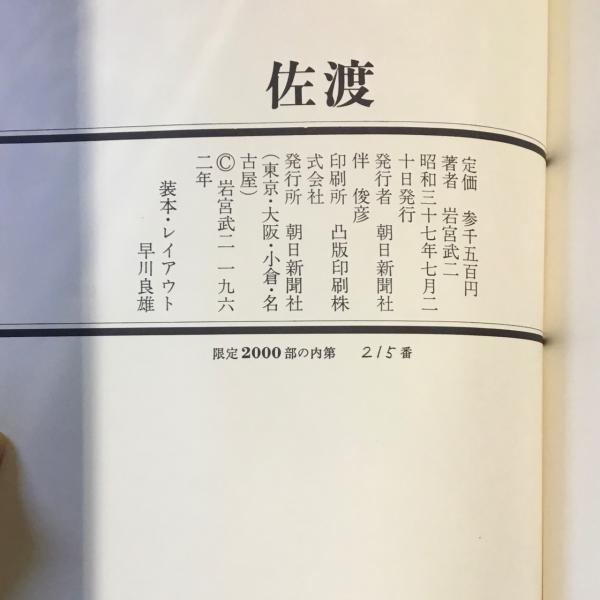 佐渡
定価　参千五百円
著者　岩宮武二
昭和三十七年七月二
十日発行
発行者　朝日新聞社
伴　俊彦
印刷所　凸版印刷株
式会社
発行所　朝日新聞社
（東京・大阪・小倉・名
古屋）
©岩宮武二　一九六
二年
装本・レイアウト
早川良雄
限定2000部の内第　215番